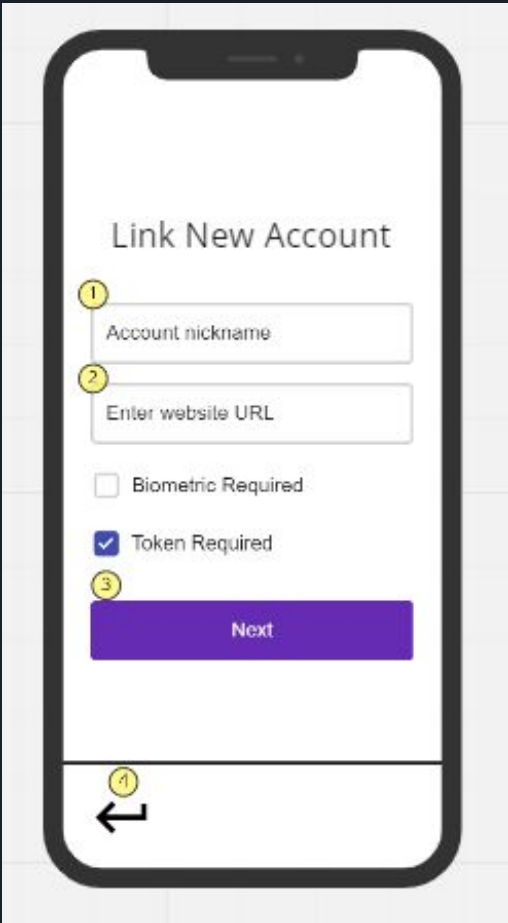 Link New Account
1
Account nickname
2
Enter website URL
Biometric Required
Token Required
3
Next
4